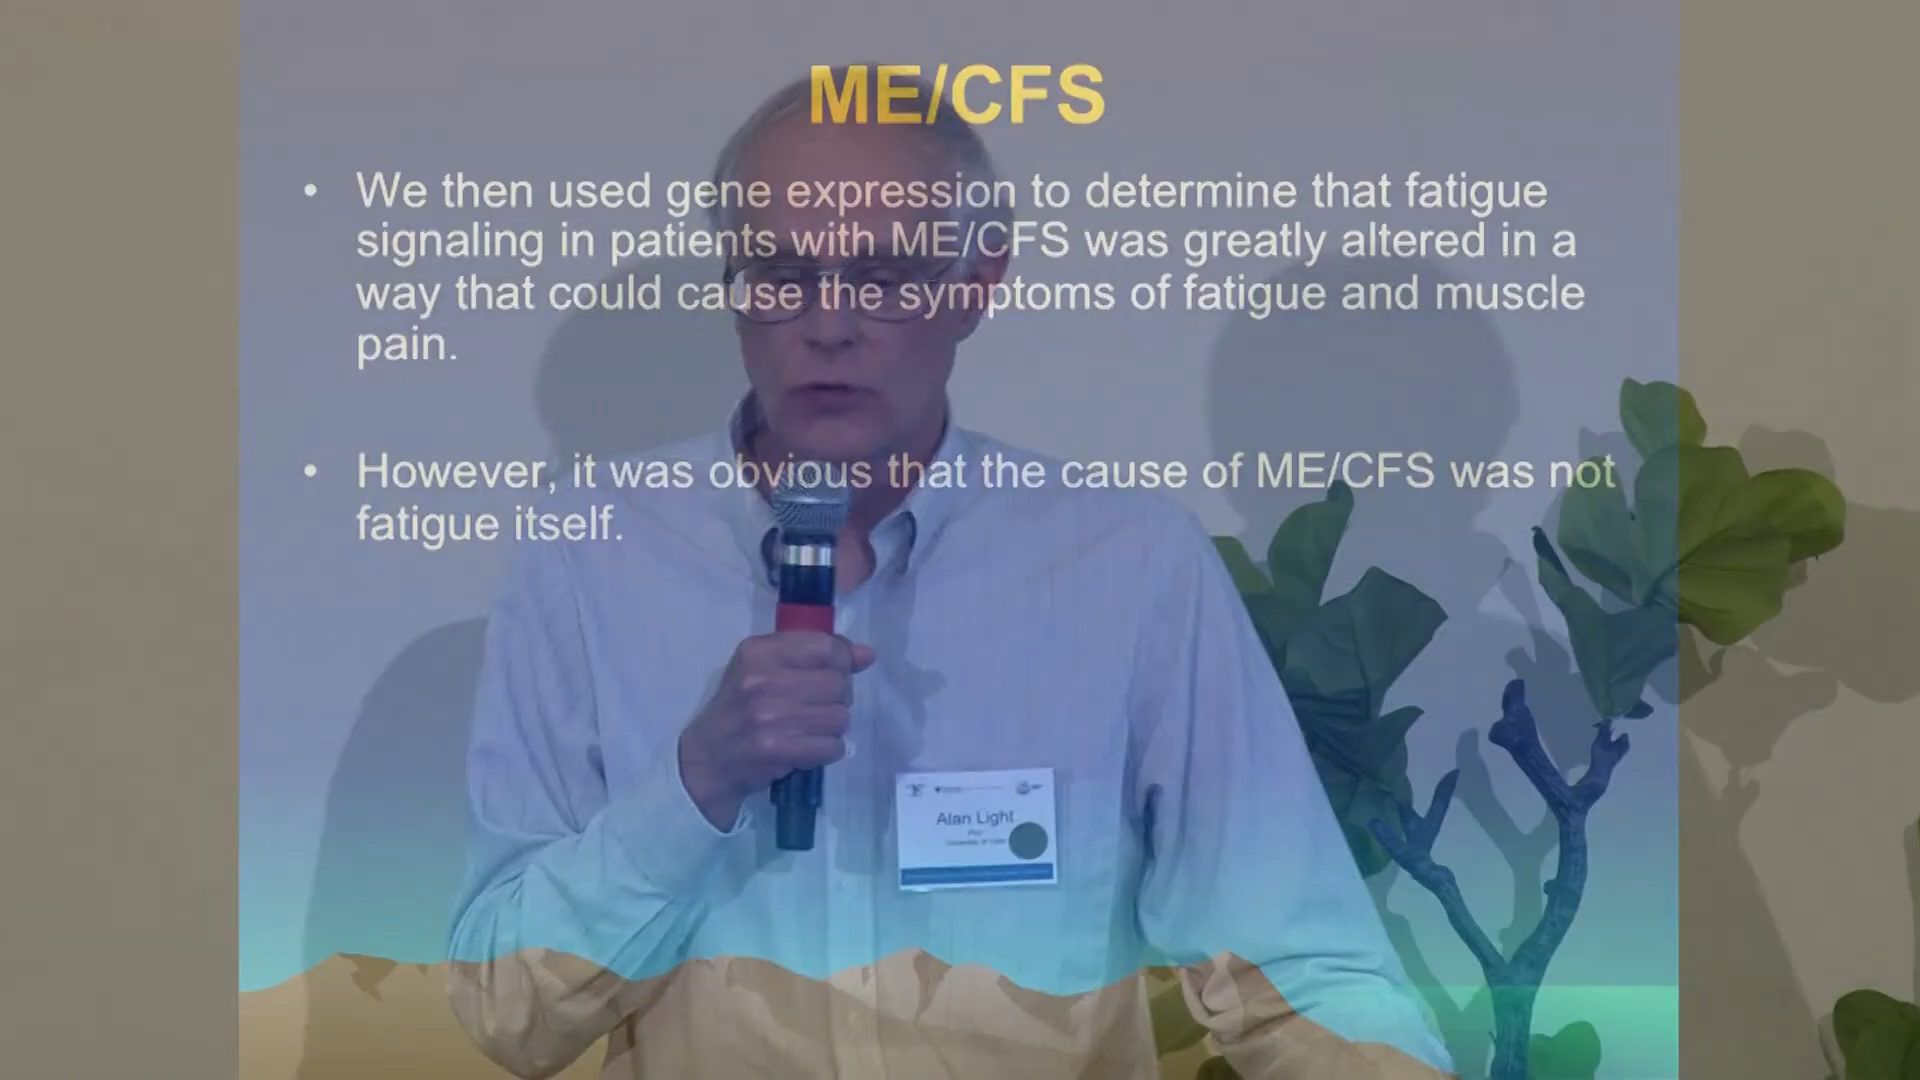 ME/CFS
• We then used gene expression to determine that fatigue
signaling in patients with ME/CFS was greatly altered in a
way that could cause the symptoms of fatigue and muscle
pain.
• However, it was obvious that the cause of ME/CFS was not
fatigue itself.
Alan Light